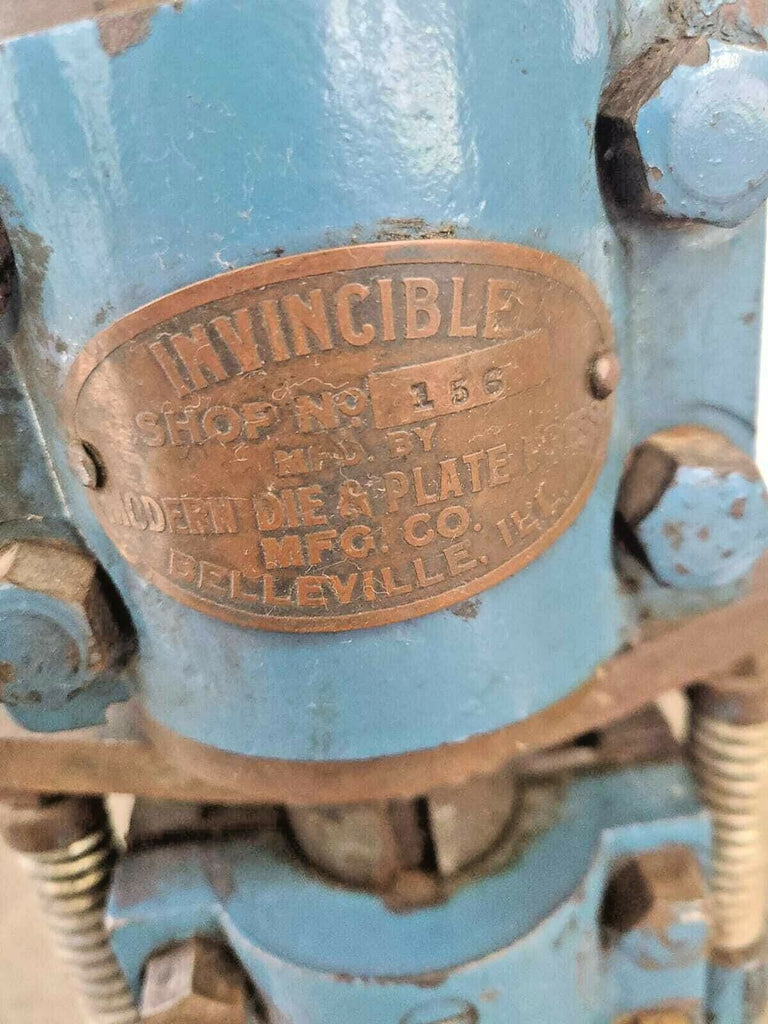 INVINCIBLE
SHOP No 156
MFD. BY
MODERN DIE & PLATE
MFG. CO.
BELLEVILLE, ILL.